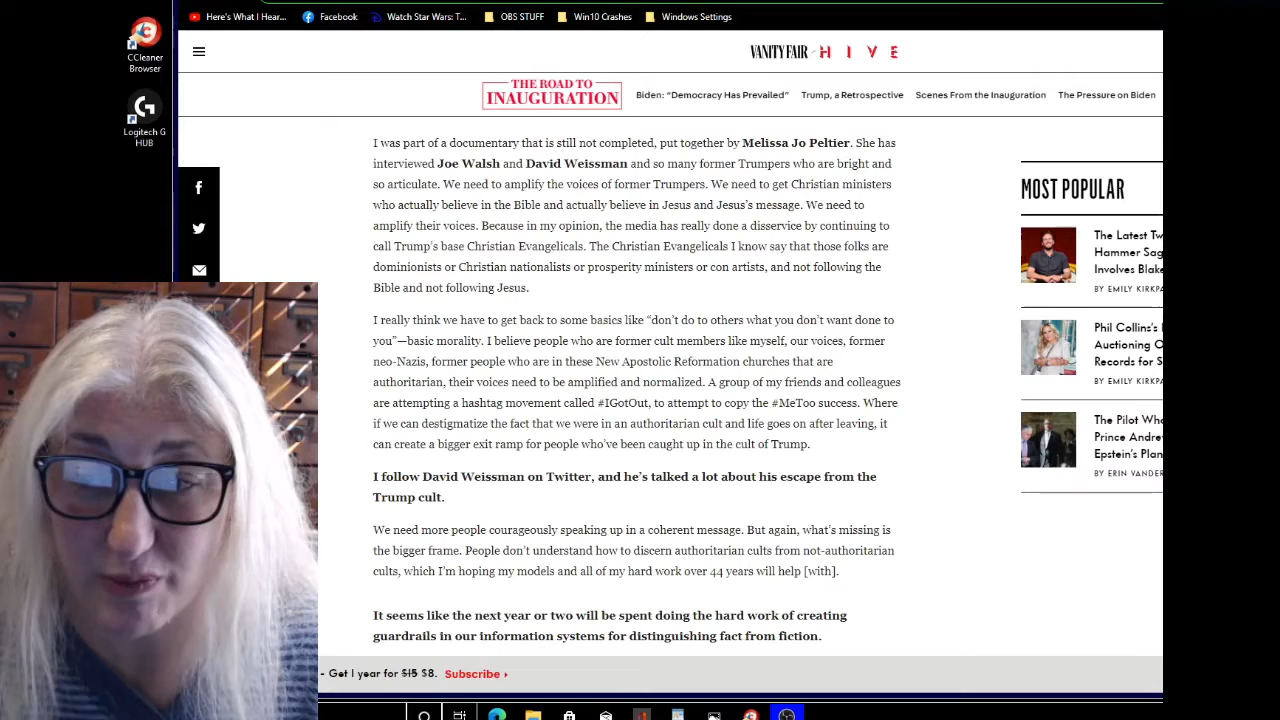 Here's What I Hear...
Facebook
Watch Star Wars: T...
OBS STUFF
Win10 Crashes
Windows Settings
CCleaner
Browser
Logitech G
HUB
VANITY FAIR
HIVE
THE ROAD TO
INAUGURATION
Biden: “Democracy Has Prevailed”
Trump, a Retrospective
Scenes From the Inauguration
The Pressure on Biden
I was part of a documentary that is still not completed, put together by Melissa Jo Peltier. She has
interviewed Joe Walsh and David Weissman and so many former Trumpers who are bright and
so articulate. We need to amplify the voices of former Trumpers. We need to get Christian ministers
who actually believe in the Bible and actually believe in Jesus and Jesus’s message. We need to
amplify their voices. Because in my opinion, the media has really done a disservice by continuing to
call Trump’s base Christian Evangelicals. The Christian Evangelicals I know say that those folks are
dominionists or Christian nationalists or prosperity ministers or con artists, and not following the
Bible and not following Jesus.
I really think we have to get back to some basics like “don’t do to others what you don’t want done to
you”—basic morality. I believe people who are former cult members like myself, our voices, former
neo-Nazis, former people who are in these New Apostolic Reformation churches that are
authoritarian, their voices need to be amplified and normalized. A group of my friends and colleagues
are attempting a hashtag movement called #IGotOut, to attempt to copy the #MeToo success. Where
if we can destigmatize the fact that we were in an authoritarian cult and life goes on after leaving, it
can create a bigger exit ramp for people who’ve been caught up in the cult of Trump.
I follow David Weissman on Twitter, and he’s talked a lot about his escape from the
Trump cult.
We need more people courageously speaking up in a coherent message. But again, what’s missing is
the bigger frame. People don’t understand how to discern authoritarian cults from not-authoritarian
cults, which I’m hoping my models and all of my hard work over 44 years will help [with].
It seems like the next year or two will be spent doing the hard work of creating
guardrails in our information systems for distinguishing fact from fiction.
MOST POPULAR
The Latest Tw
Hammer Sag
Involves Blake
BY EMILY KIRKPA
Phil Collins’s
Auctioning O
Records for $
BY EMILY KIRKPA
The Pilot Who
Prince Andre
Epstein’s Plan
BY ERIN VANDER
- Get 1 year for $15 $8. Subscribe ›